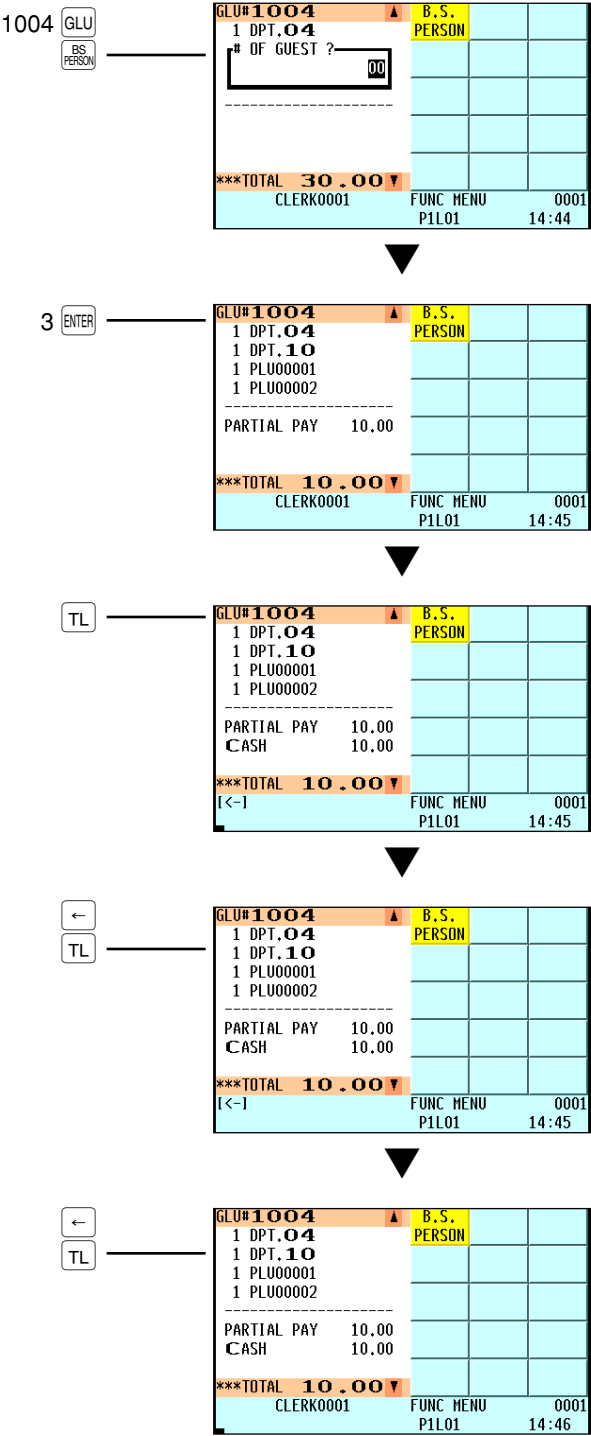 1004 GLU
BS PERSON
GLU#1004 ▲ B.S.
1 DPT.04 PERSON
# OF GUEST ?
00
--------------------
***TOTAL 30.00 ▼
CLERK0001 FUNC MENU 0001
P1L01 14:44
▼
3 ENTER
GLU#1004 ▲ B.S.
1 DPT.04 PERSON
1 DPT.10
1 PLU00001
1 PLU00002
--------------------
PARTIAL PAY 10.00
***TOTAL 10.00 ▼
CLERK0001 FUNC MENU 0001
P1L01 14:45
▼
TL
GLU#1004 ▲ B.S.
1 DPT.04 PERSON
1 DPT.10
1 PLU00001
1 PLU00002
--------------------
PARTIAL PAY 10.00
CASH 10.00
***TOTAL 10.00 ▼
[<-] FUNC MENU 0001
P1L01 14:45
▼
←
TL
GLU#1004 ▲ B.S.
1 DPT.04 PERSON
1 DPT.10
1 PLU00001
1 PLU00002
--------------------
PARTIAL PAY 10.00
CASH 10.00
***TOTAL 10.00 ▼
[<-] FUNC MENU 0001
P1L01 14:45
▼
←
TL
GLU#1004 ▲ B.S.
1 DPT.04 PERSON
1 DPT.10
1 PLU00001
1 PLU00002
--------------------
PARTIAL PAY 10.00
CASH 10.00
***TOTAL 10.00 ▼
CLERK0001 FUNC MENU 0001
P1L01 14:46